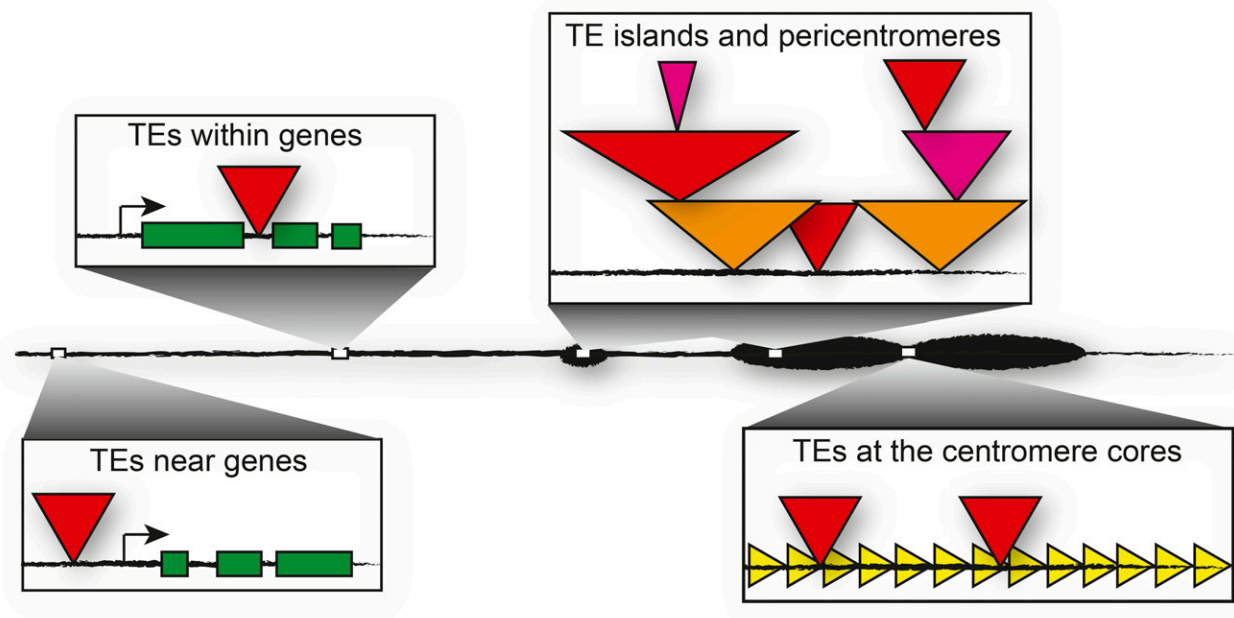 TE islands and pericentromeres
TEs within genes
TEs near genes
TEs at the centromere cores